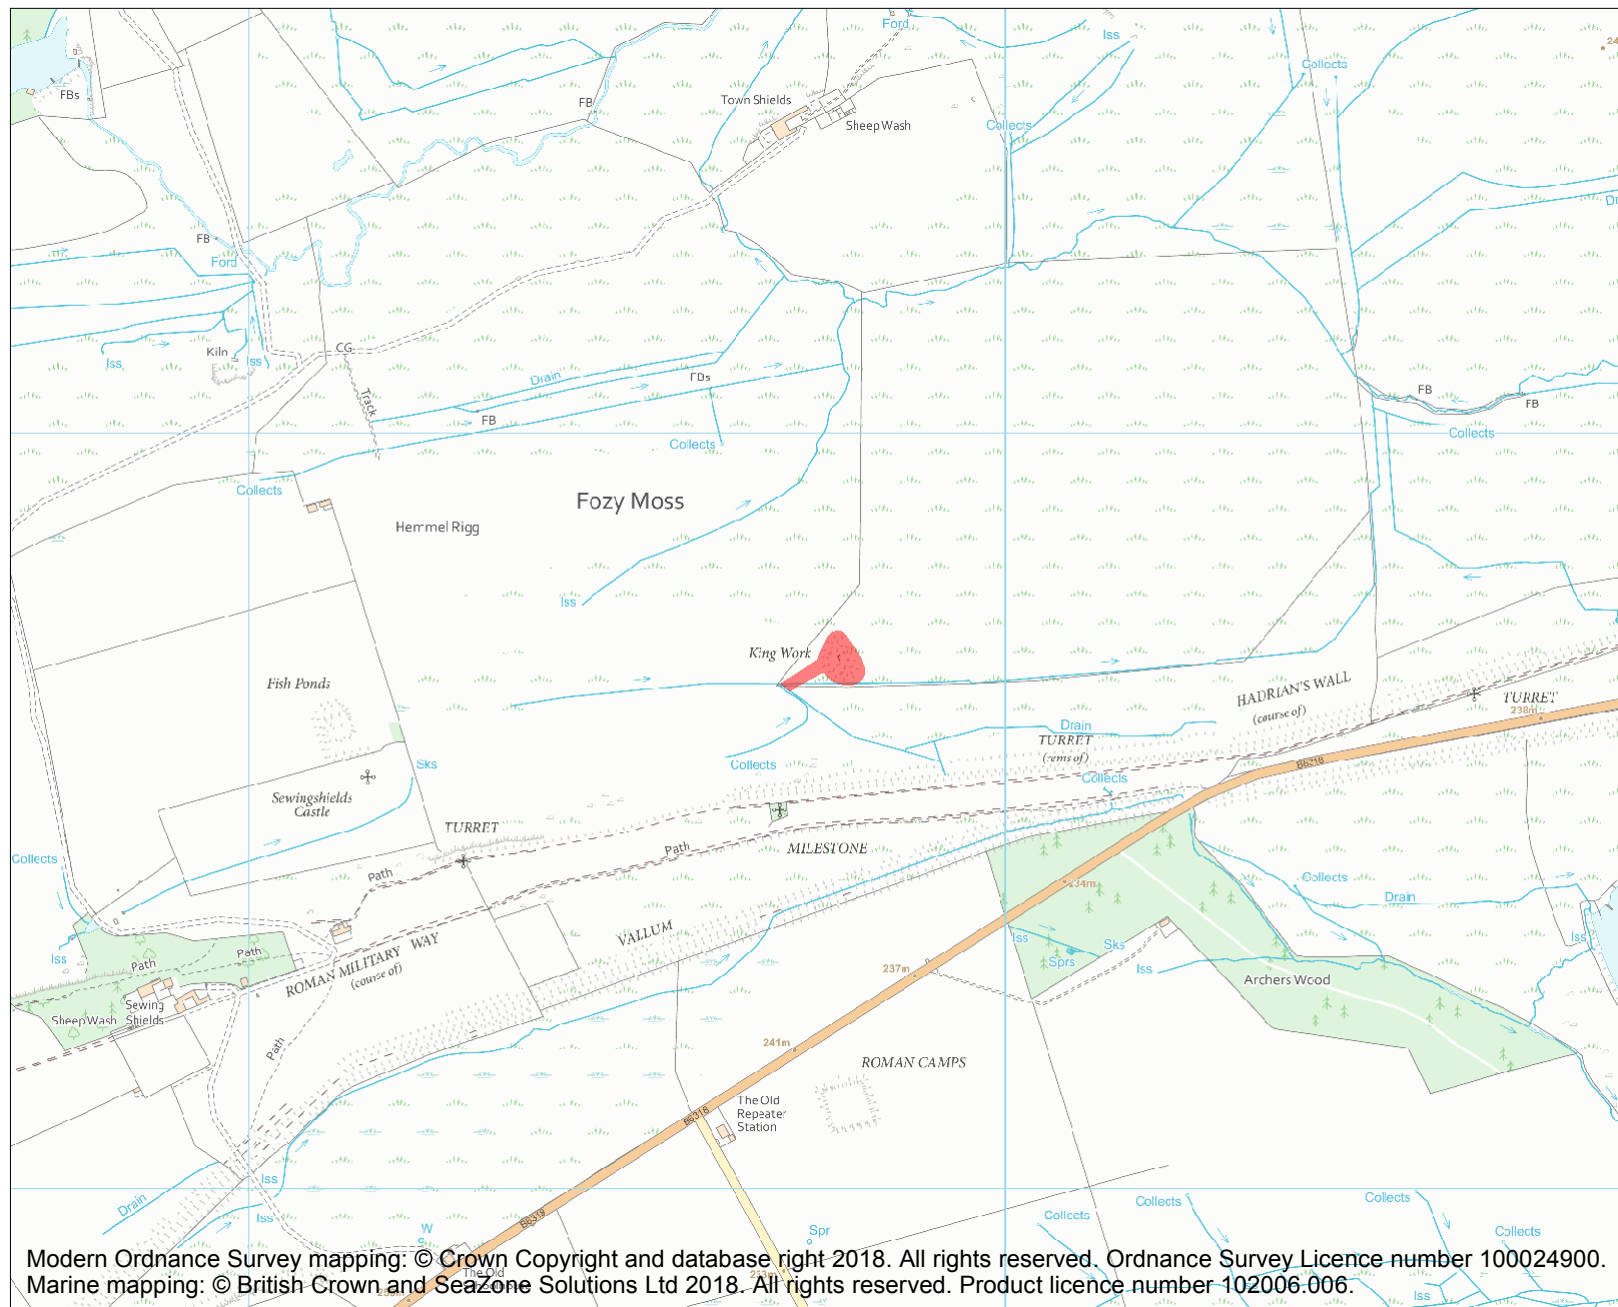 Ford
Iss
24
FBs
FB
Town Shields
Sheep Wash
Collects
Collects
FB
Ford
Iss
Kiln
Iss
CG
Track
Drain
FB
Collects
Collects
FB
FB
Collects
Fozy Moss
Hemmel Rigg
Iss
King Work
Fish Ponds
HADRIAN'S WALL
(course of)
TURRET
238m
Drain
TURRET
(rems of)
Collects
Collects
B6318
Sks
Sewingshields
Castle
TURRET
Path
Path
MILESTONE
Collects
234m
Collects
Drain
Iss
VALLUM
ROMAN MILITARY WAY
(course of)
Path
Path
Iss
Sewing
Shields
Sheep Wash
Path
237m
Iss
Sprs
Sks
Iss
Archers Wood
241m
ROMAN CAMPS
The Old
Repeater
Station
B6318
Iss
Iss
Drain
B6318
W
Spr
Collects
Collects
Collects
Collects
Iss
The Old
Modern Ordnance Survey mapping: © Crown Copyright and database right 2018. All rights reserved. Ordnance Survey Licence number 100024900.
Marine mapping: © British Crown and SeaZone Solutions Ltd 2018. All rights reserved. Product licence number 102006.006.